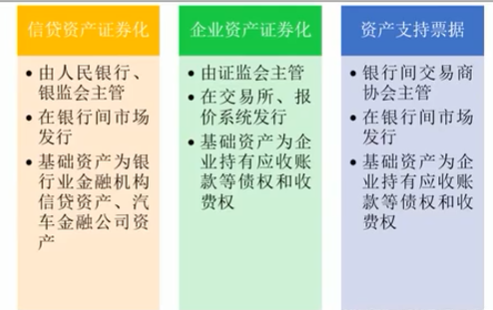 信贷资产证券化
• 由人民银行、
银监会主管
• 在银行间市场
发行
• 基础资产为银
行业金融机构
信贷资产、汽
车金融公司资
产
企业资产证券化
• 由证监会主管
• 在交易所、报
价系统发行
• 基础资产为企
业持有应收账
款等债权和收
费权
资产支持票据
• 银行间交易商
协会主管
• 在银行间市场
发行
• 基础资产为企
业持有应收账
款等债权和收
费权